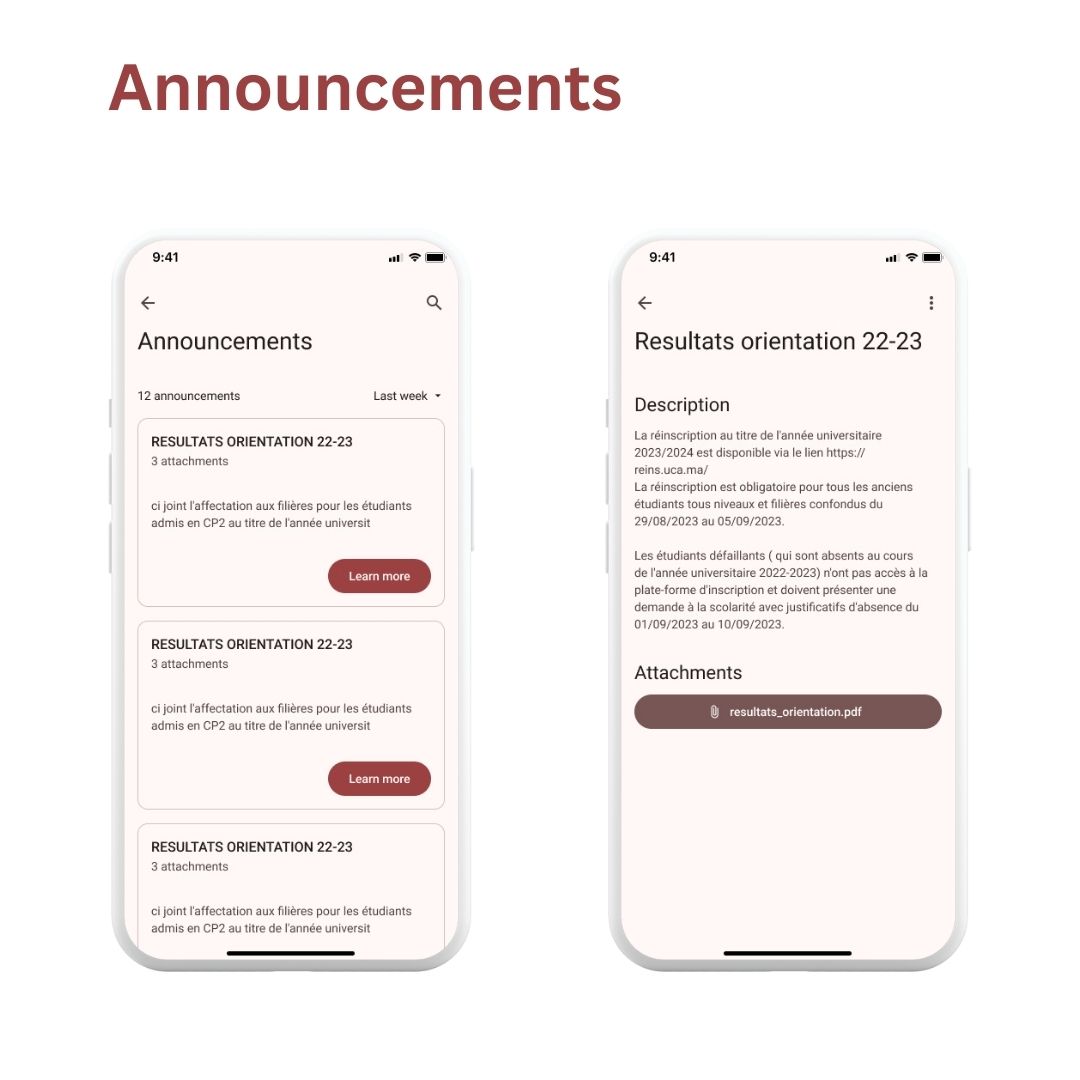 Announcements
9:41
Announcements
12 announcements
Last week
RESULTATS ORIENTATION 22-23
3 attachments
ci joint l'affectation aux filières pour les étudiants
admis en CP2 au titre de l'année universit
Learn more
RESULTATS ORIENTATION 22-23
3 attachments
ci joint l'affectation aux filières pour les étudiants
admis en CP2 au titre de l'année universit
Learn more
RESULTATS ORIENTATION 22-23
3 attachments
ci joint l'affectation aux filières pour les étudiants
admis en CP2 au titre de l'année universit
9:41
Resultats orientation 22-23
Description
La réinscription au titre de l'année universitaire
2023/2024 est disponible via le lien https://
reins.uca.ma/
La réinscription est obligatoire pour tous les anciens
étudiants tous niveaux et filières confondus du
29/08/2023 au 05/09/2023.
Les étudiants défaillants ( qui sont absents au cours
de l'année universitaire 2022-2023) n'ont pas accès à la
plate-forme d'inscription et doivent présenter une
demande à la scolarité avec justificatifs d'absence du
01/09/2023 au 10/09/2023.
Attachments
resultats_orientation.pdf